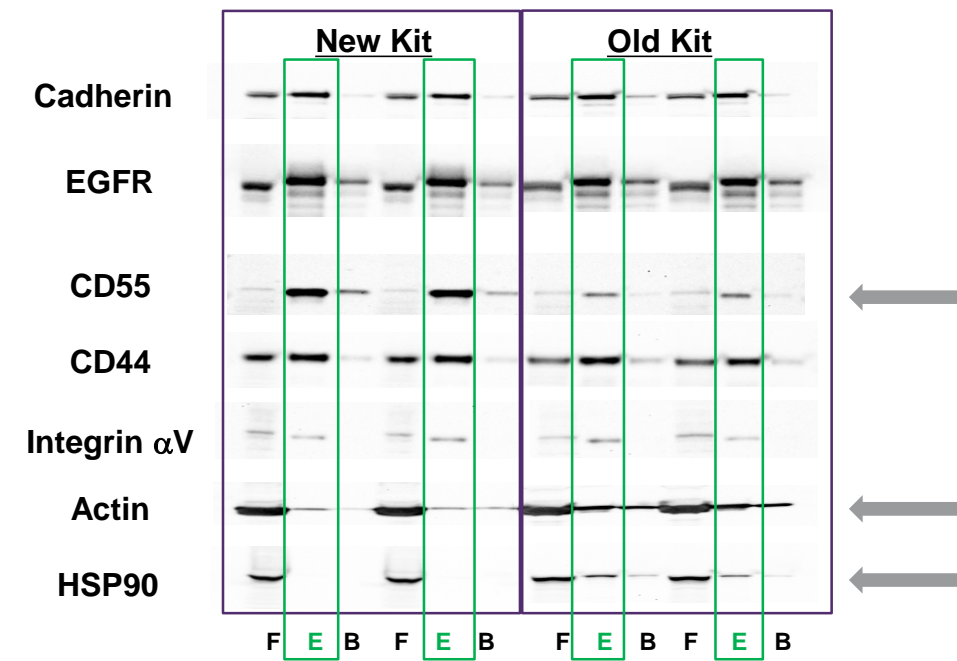 New Kit Old Kit
Cadherin
EGFR
CD55
CD44
Integrin αV
Actin
HSP90
F E B F E B F E B F E B